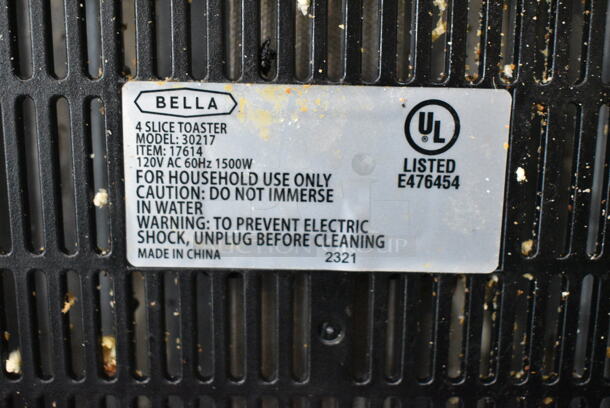 BELLA
4 SLICE TOASTER
MODEL: 30217
ITEM: 17614
120V AC 60Hz 1500W
FOR HOUSEHOLD USE ONLY
CAUTION: DO NOT IMMERSE
IN WATER
WARNING: TO PREVENT ELECTRIC
SHOCK, UNPLUG BEFORE CLEANING
MADE IN CHINA 2321
UL
LISTED
E476454